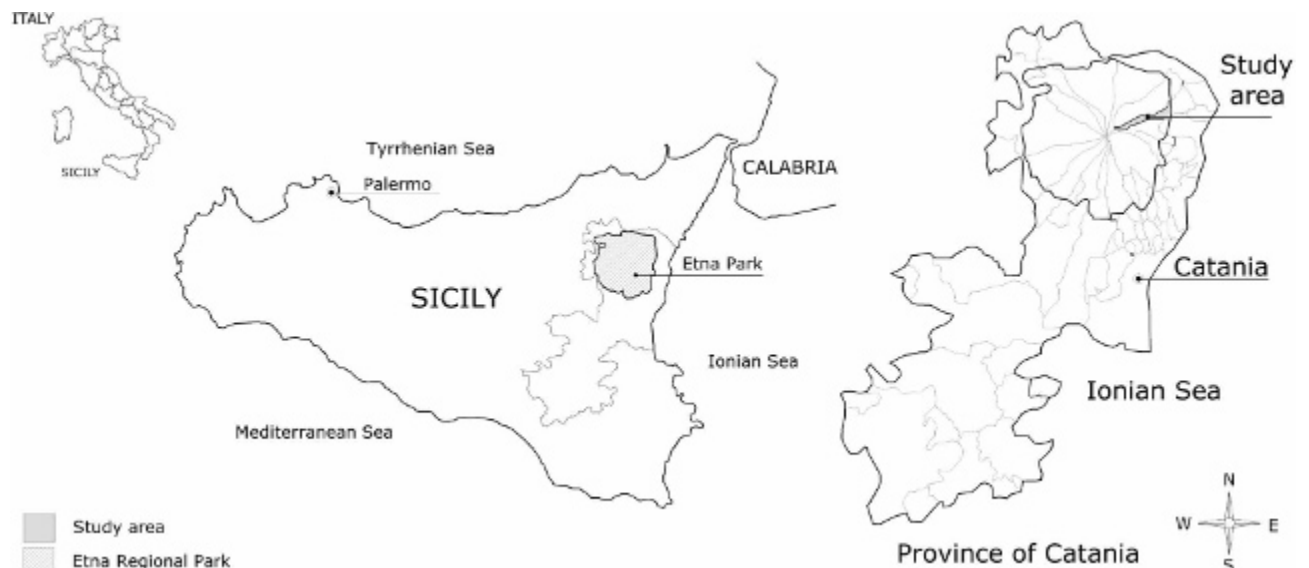 ITALY
SICILY
Tyrrhenian Sea
Palermo
CALABRIA
Etna Park
SICILY
Ionian Sea
Mediterranean Sea
Study area
Etna Regional Park
Study
area
Catania
Ionian Sea
N
W E
S
Province of Catania